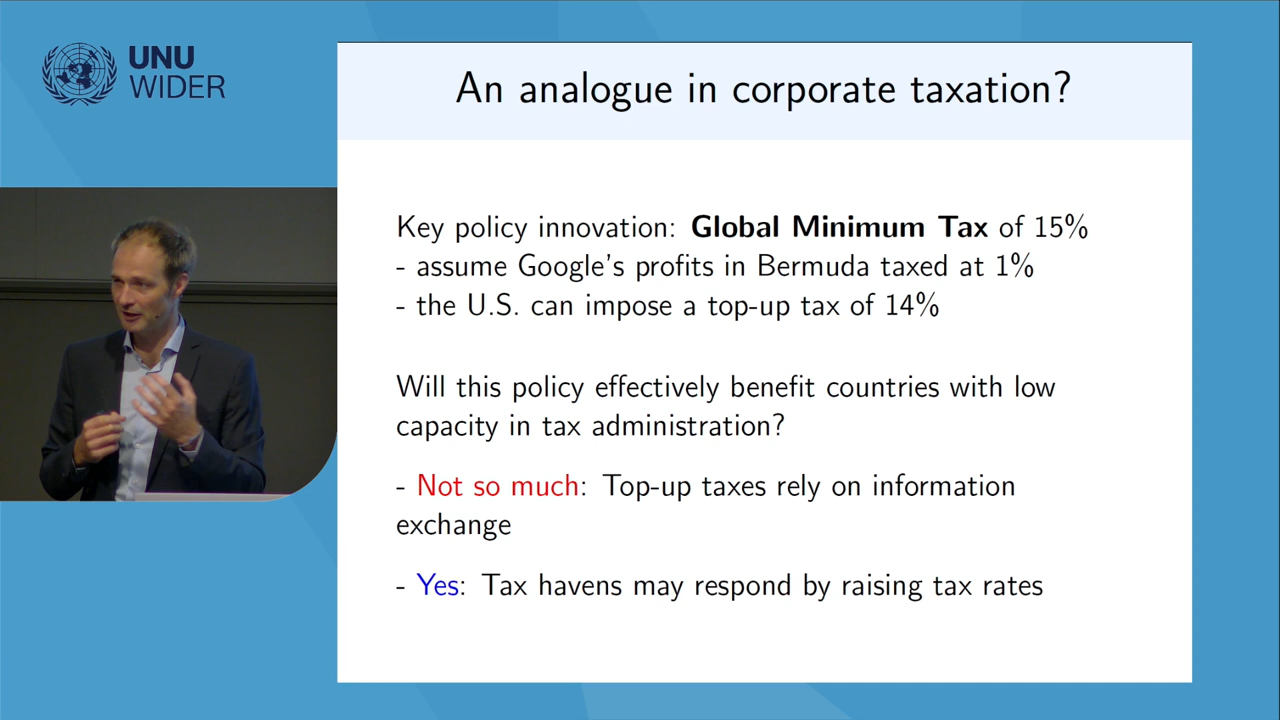 UNU
WIDER
An analogue in corporate taxation?
Key policy innovation: Global Minimum Tax of 15%
- assume Google's profits in Bermuda taxed at 1%
- the U.S. can impose a top-up tax of 14%
Will this policy effectively benefit countries with low
capacity in tax administration?
- Not so much: Top-up taxes rely on information
exchange
- Yes: Tax havens may respond by raising tax rates